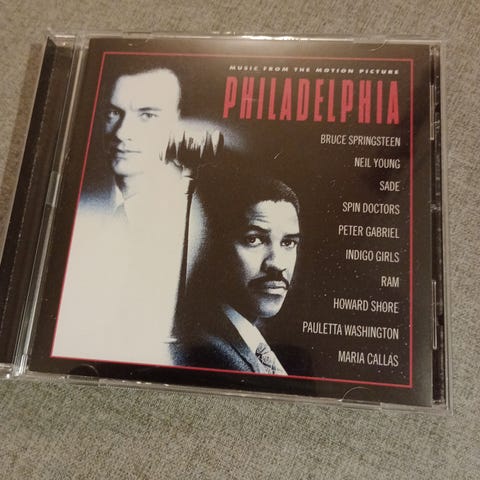 MUSIC FROM THE MOTION PICTURE
PHILADELPHIA
BRUCE SPRINGSTEEN
NEIL YOUNG
SADE
SPIN DOCTORS
PETER GABRIEL
INDIGO GIRLS
RAM
HOWARD SHORE
PAULETTA WASHINGTON
MARIA CALLAS